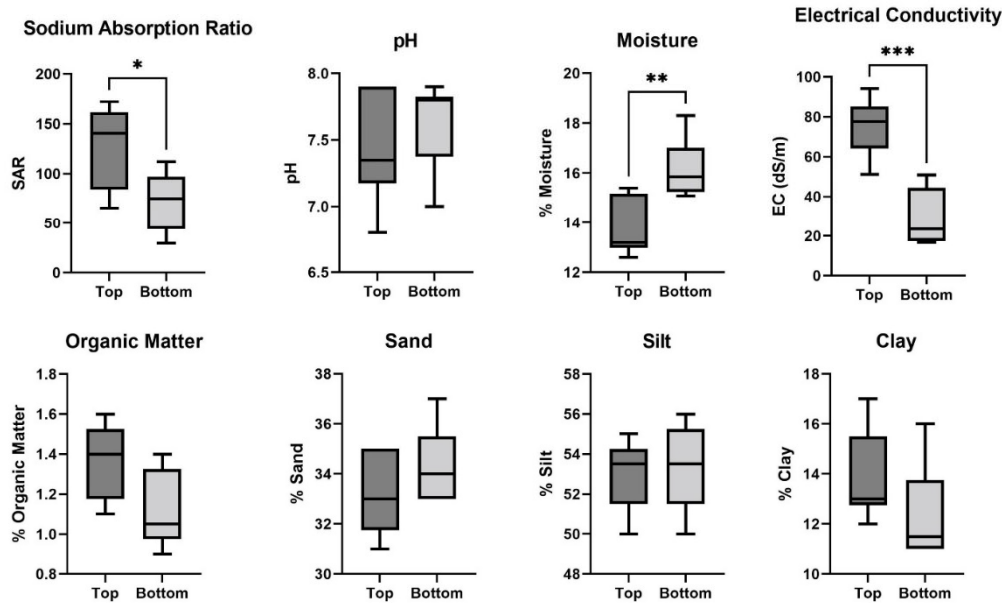 Sodium Absorption Ratio
*
SAR
200
150
100
50
0
Top Bottom
pH
pH
8.0
7.5
7.0
6.5
Top Bottom
Moisture
**
% Moisture
20
18
16
14
12
Top Bottom
Electrical Conductivity
***
EC (dS/m)
100
80
60
40
20
0
Top Bottom
Organic Matter
% Organic Matter
1.8
1.6
1.4
1.2
1.0
0.8
Top Bottom
Sand
% Sand
38
36
34
32
30
Top Bottom
Silt
% Silt
58
56
54
52
50
48
Top Bottom
Clay
% Clay
18
16
14
12
10
Top Bottom